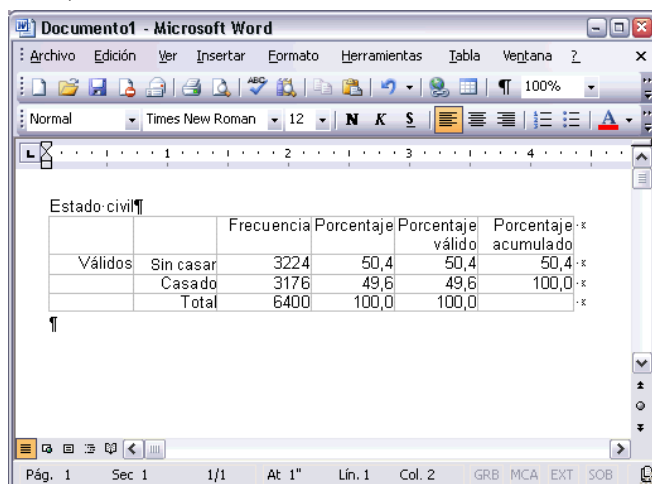 Documento1 - Microsoft Word
Archivo Edición Ver Insertar Formato Herramientas Tabla Ventana ?
ABC 100%
Normal Times New Roman 12 N K S A
1 2 3 4
Estado civil¶
Frecuencia Porcentaje Porcentaje válido Porcentaje acumulado
Válidos Sin casar 3224 50,4 50,4 50,4
Casado 3176 49,6 49,6 100,0
Total 6400 100,0 100,0
¶
Pág. 1 Sec 1 1/1 At 1" Lín. 1 Col. 2 GRB MCA EXT SOB